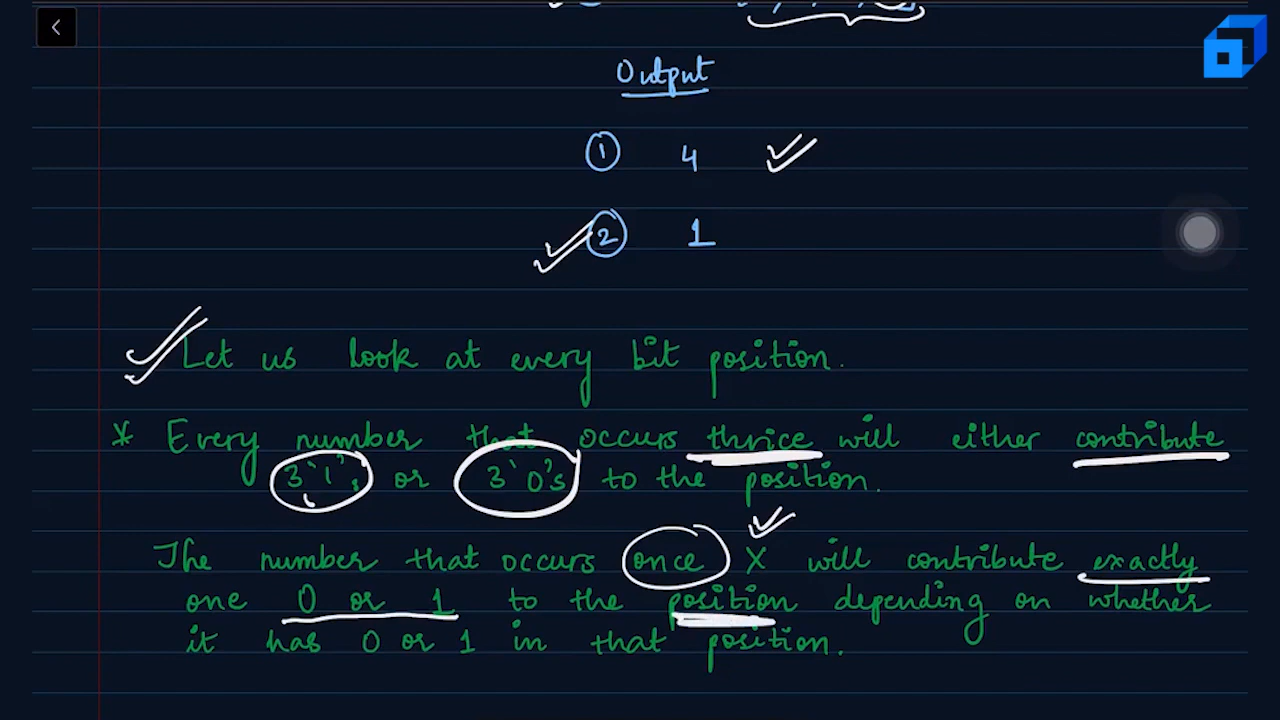 Output
① 4
② 1
Let us look at every bit position.
* Every number that occurs thrice will either contribute
3 '1's or 3 '0's to the position.
The number that occurs once X will contribute exactly
one 0 or 1 to the position depending on whether
it has 0 or 1 in that position.